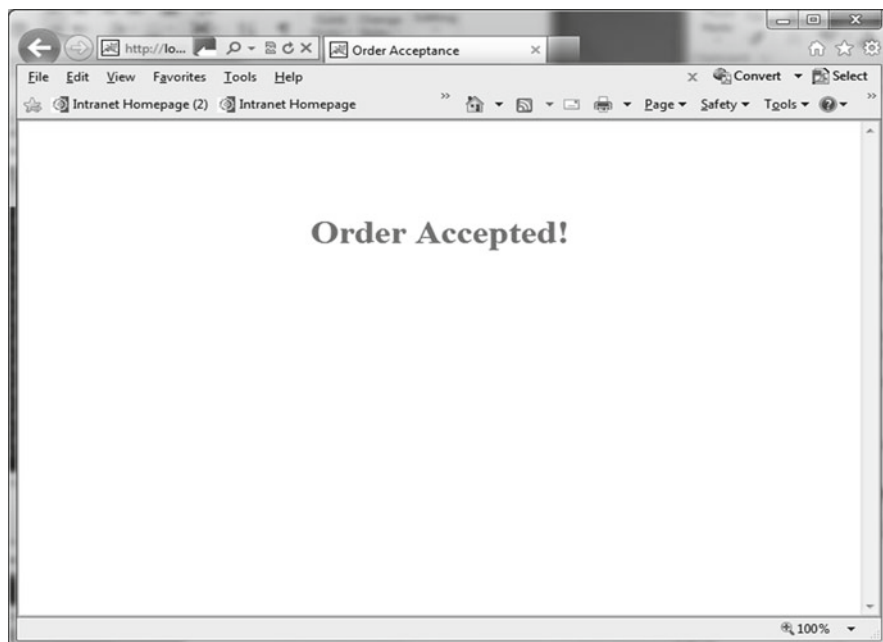 http://lo...
Order Acceptance
File Edit View Favorites Tools Help
Convert Select
Intranet Homepage (2) Intranet Homepage
Page Safety Tools
Order Accepted!
100%